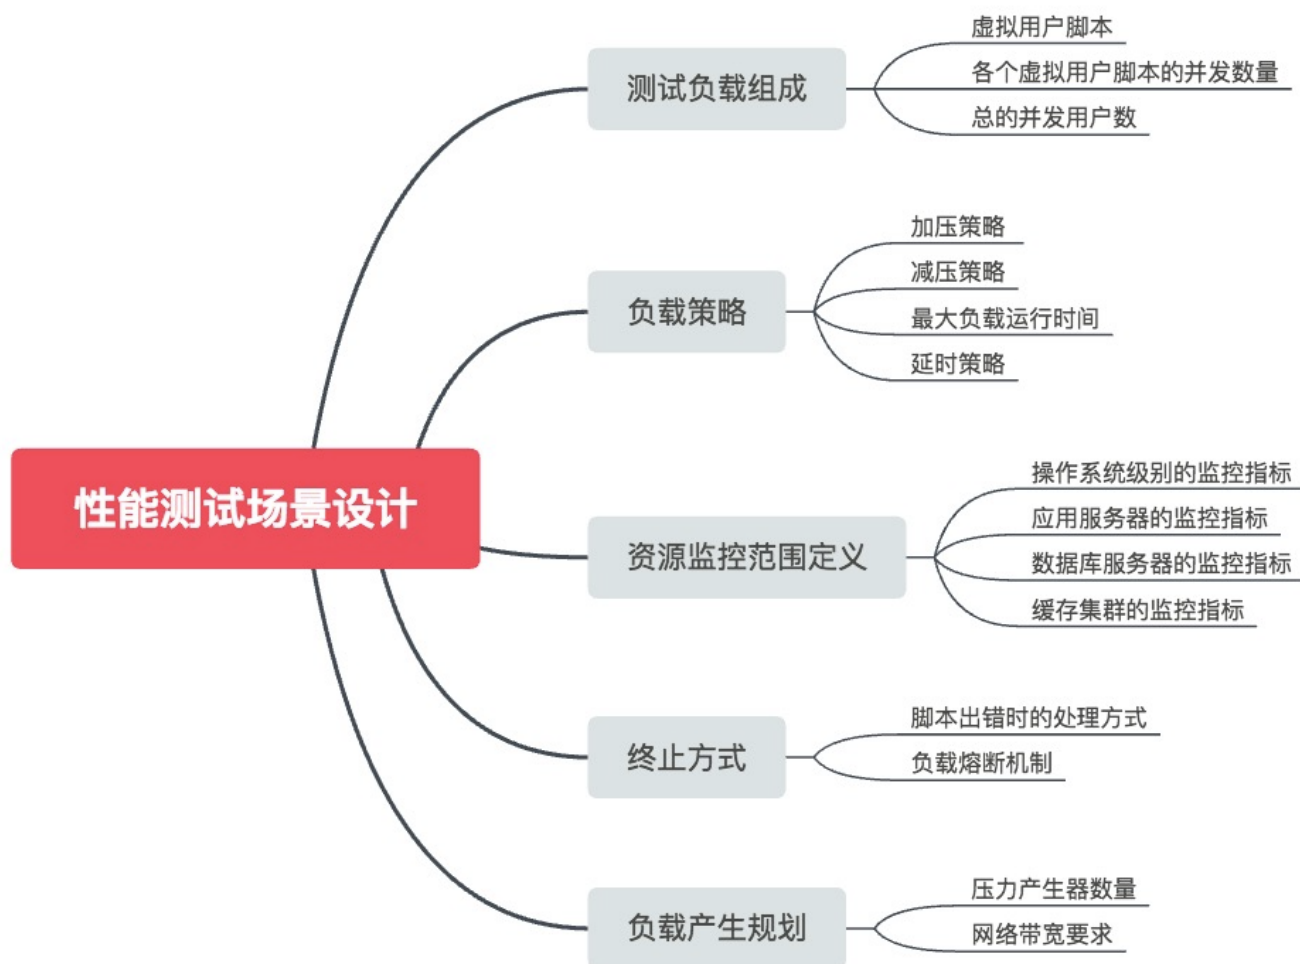 性能测试场景设计
测试负载组成
虚拟用户脚本
各个虚拟用户脚本的并发数量
总的并发用户数
负载策略
加压策略
减压策略
最大负载运行时间
延时策略
资源监控范围定义
操作系统级别的监控指标
应用服务器的监控指标
数据库服务器的监控指标
缓存集群的监控指标
终止方式
脚本出错时的处理方式
负载熔断机制
负载产生规划
压力产生器数量
网络带宽要求